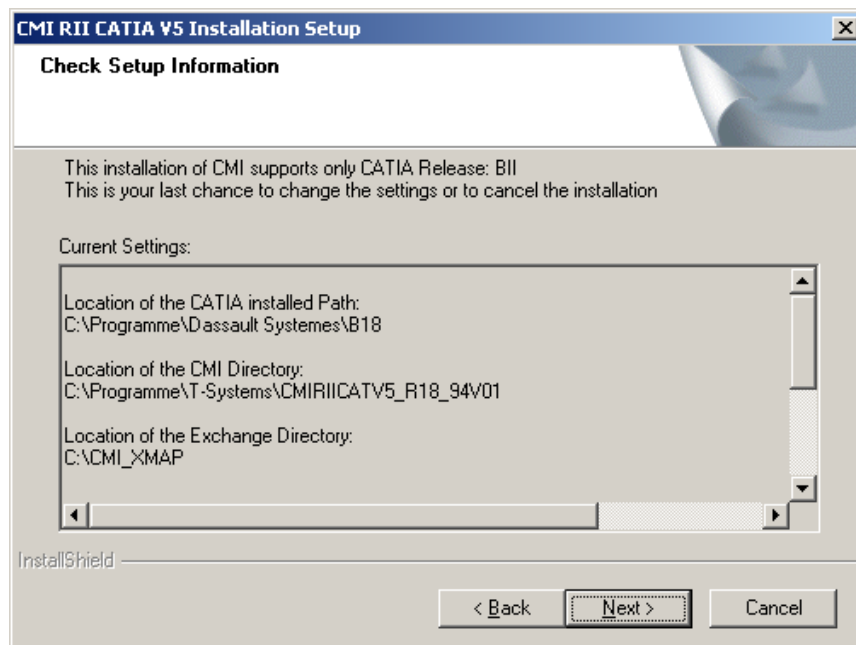 CMI RII CATIA V5 Installation Setup
Check Setup Information
This installation of CMI supports only CATIA Release: BII
This is your last chance to change the settings or to cancel the installation
Current Settings:
Location of the CATIA installed Path:
C:\Programme\Dassault Systemes\B18
Location of the CMI Directory:
C:\Programme\T-Systems\CMIRIICATV5_R18_94V01
Location of the Exchange Directory:
C:\CMI_XMAP
InstallShield
< Back Next > Cancel